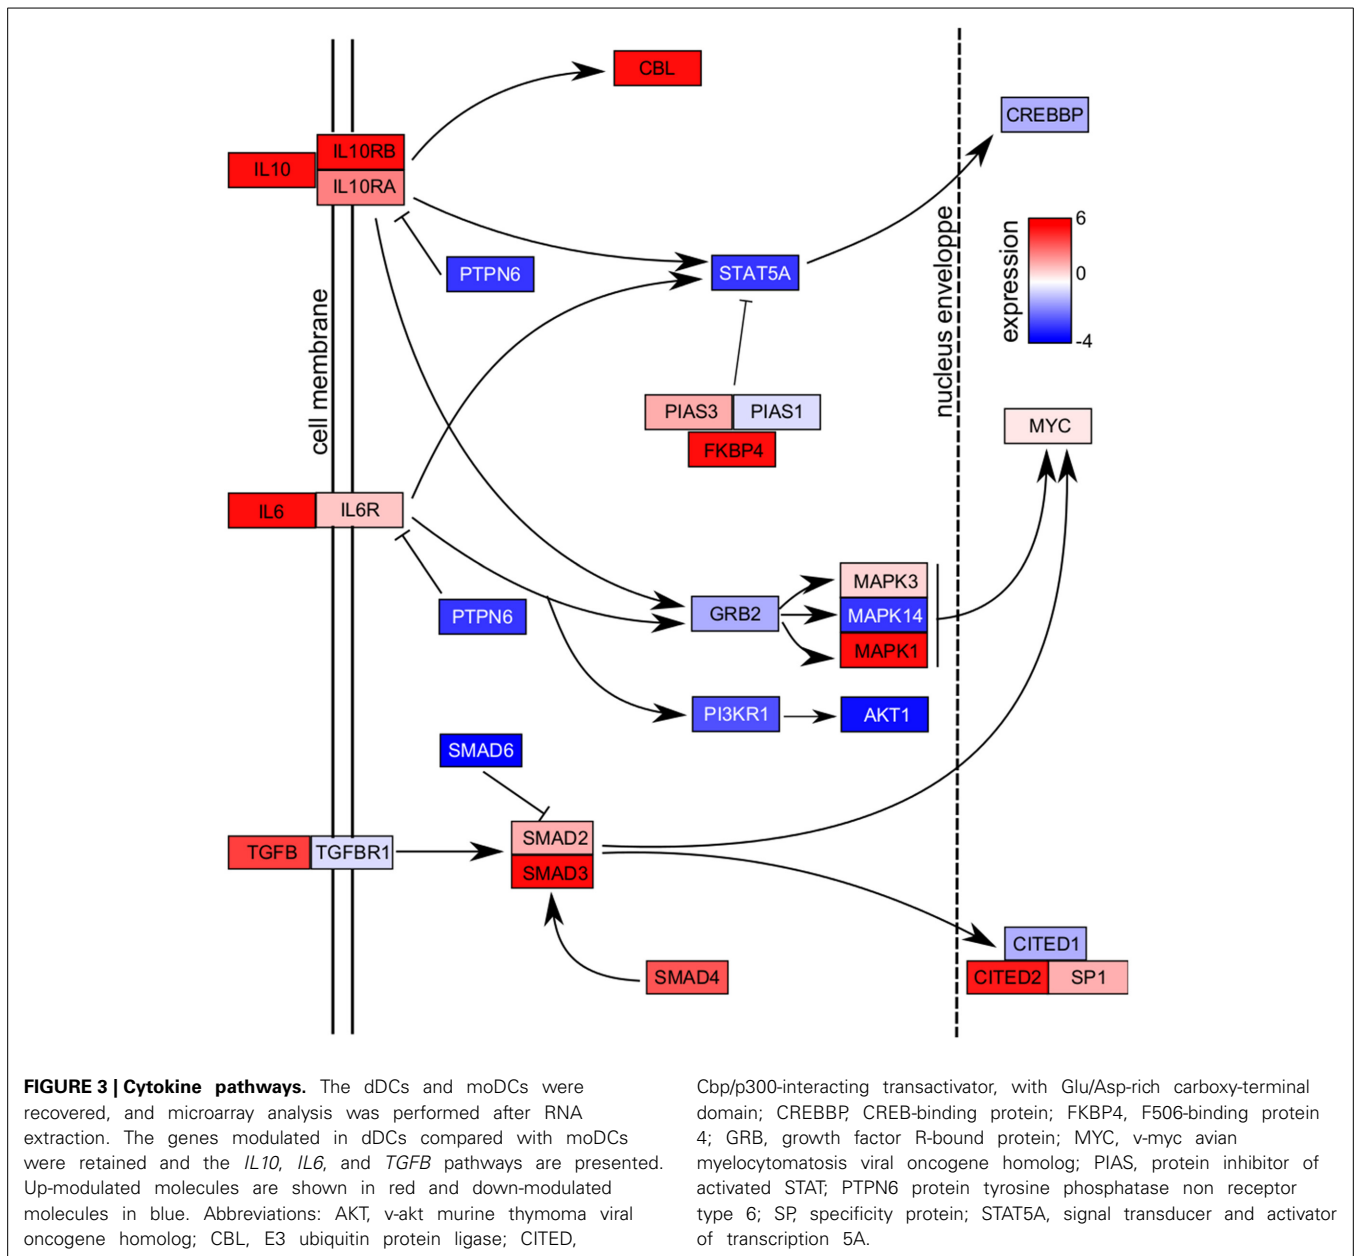 CBL
CREBBP
IL10RB
IL10
IL10RA
6
PTPN6
STAT5A
expression
0
-4
nucleus enveloppe
cell membrane
PIAS3
PIAS1
FKBP4
MYC
IL6
IL6R
MAPK3
PTPN6
GRB2
MAPK14
MAPK1
PI3KR1
AKT1
SMAD6
SMAD2
TGFB
TGFBR1
SMAD3
CITED1
SMAD4
CITED2
SP1
FIGURE 3 | Cytokine pathways. The dDCs and moDCs were
recovered, and microarray analysis was performed after RNA
extraction. The genes modulated in dDCs compared with moDCs
were retained and the IL10, IL6, and TGFB pathways are presented.
Up-modulated molecules are shown in red and down-modulated
molecules in blue. Abbreviations: AKT, v-akt murine thymoma viral
oncogene homolog; CBL, E3 ubiquitin protein ligase; CITED,
Cbp/p300-interacting transactivator, with Glu/Asp-rich carboxy-terminal
domain; CREBBP, CREB-binding protein; FKBP4, F506-binding protein
4; GRB, growth factor R-bound protein; MYC, v-myc avian
myelocytomatosis viral oncogene homolog; PIAS, protein inhibitor of
activated STAT; PTPN6 protein tyrosine phosphatase non receptor
type 6; SP, specificity protein; STAT5A, signal transducer and activator
of transcription 5A.